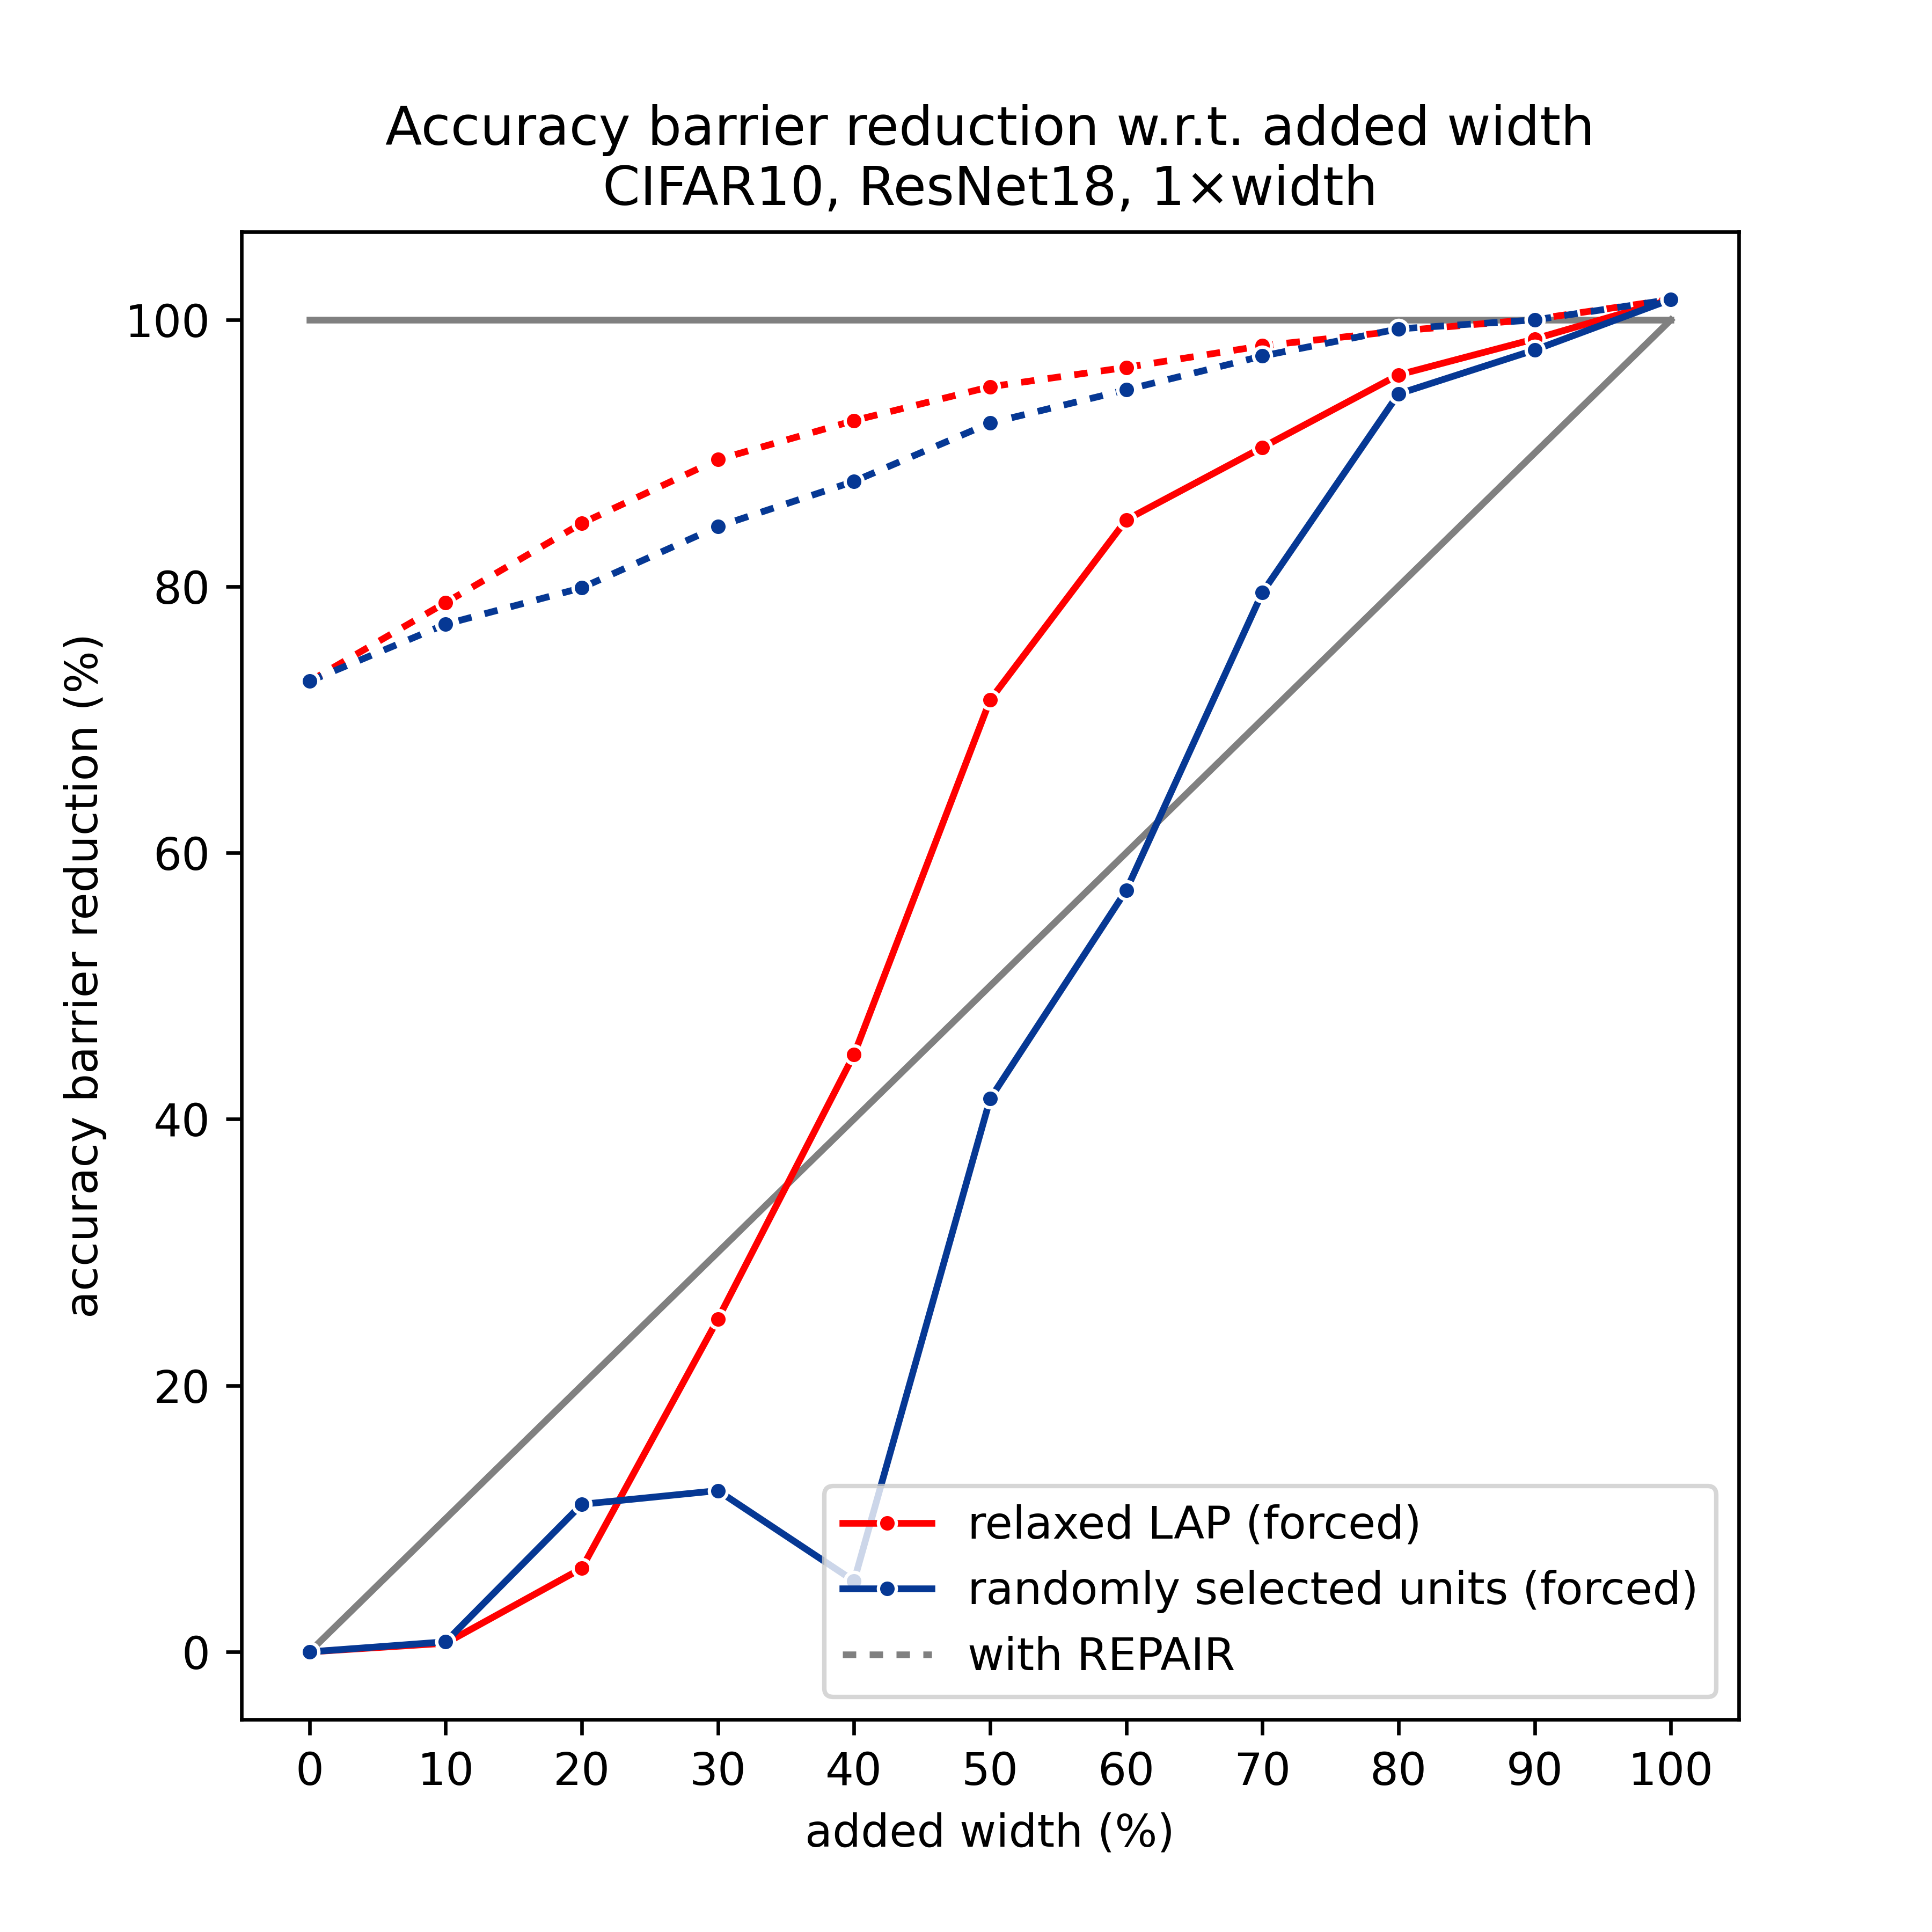 Accuracy barrier reduction w.r.t. added width
CIFAR10, ResNet18, 1×width
accuracy barrier reduction (%)
100
80
60
40
20
0
relaxed LAP (forced)
randomly selected units (forced)
with REPAIR
0 10 20 30 40 50 60 70 80 90 100
added width (%)